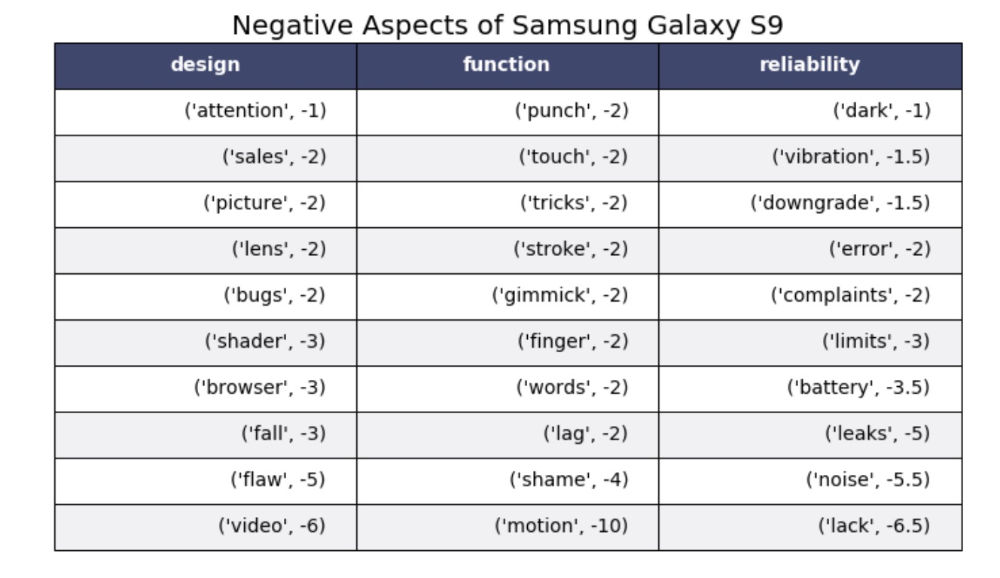 Negative Aspects of Samsung Galaxy S9
design function reliability
('attention', -1) ('punch', -2) ('dark', -1)
('sales', -2) ('touch', -2) ('vibration', -1.5)
('picture', -2) ('tricks', -2) ('downgrade', -1.5)
('lens', -2) ('stroke', -2) ('error', -2)
('bugs', -2) ('gimmick', -2) ('complaints', -2)
('shader', -3) ('finger', -2) ('limits', -3)
('browser', -3) ('words', -2) ('battery', -3.5)
('fall', -3) ('lag', -2) ('leaks', -5)
('flaw', -5) ('shame', -4) ('noise', -5.5)
('video', -6) ('motion', -10) ('lack', -6.5)